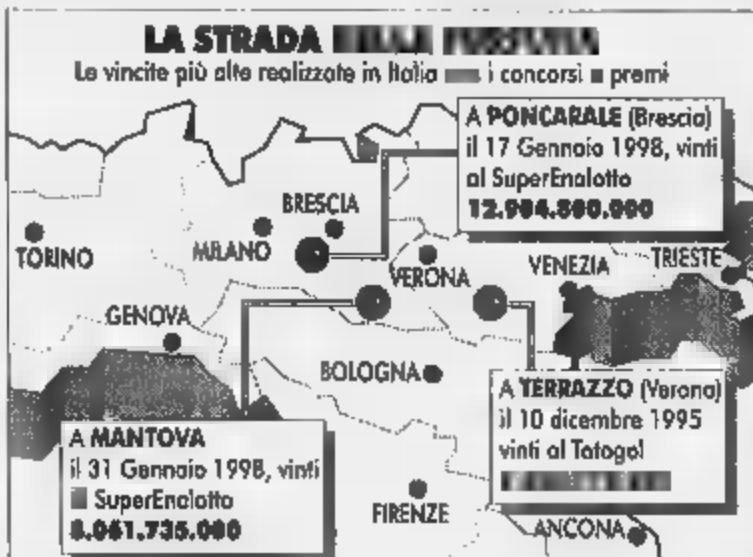 LA STRADA
Le vincite più alte realizzate in Italia i concorsi premi
A PONCARALE (Brescia)
il 17 Gennaio 1998, vinti
al SuperEnalotto
BRESCIA
MILANO
TORINO
VERONA
VENEZIA
TRIESTE
GENOVA
BOLOGNA
A TERRAZZO (Verona)
il 10 dicembre 1995
vinti al Totogol
A MANTOVA
il 31 Gennaio 1998, vinti
SuperEnalotto
FIRENZE
ANCONA